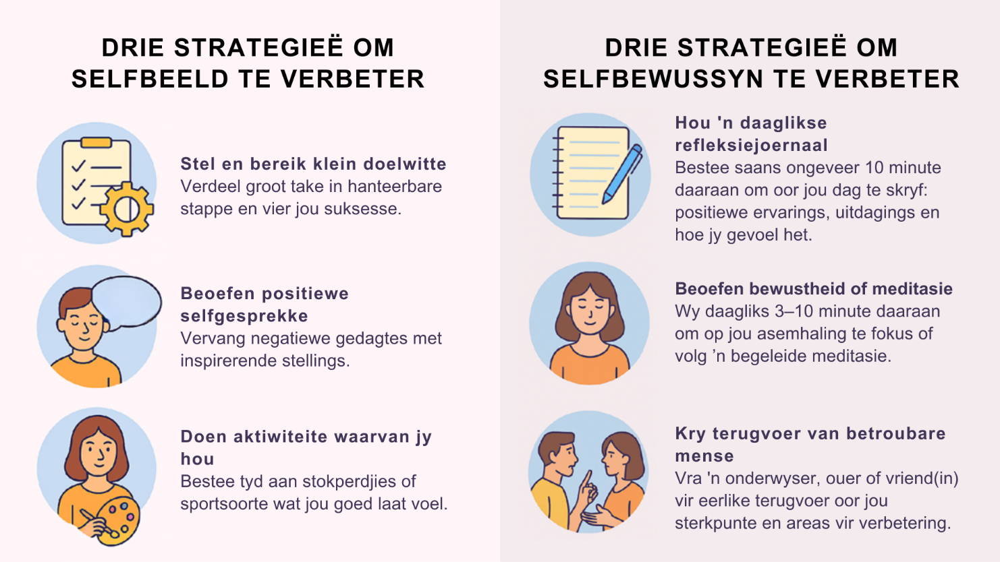 DRIE STRATEGIEË OM
SELFBEELD TE VERBETER
Stel en bereik klein doelwitte
Verdeel groot take in hanteerbare
stappe en vier jou suksesse.
Beoefen positiewe
selfgesprekke
Vervang negatiewe gedagtes met
inspirerende stellings.
Doen aktiwiteite waarvan jy
hou
Bestee tyd aan stokperdjies of
sportsoorte wat jou goed laat voel.
DRIE STRATEGIEË OM
SELFBEWUSSYN TE VERBETER
Hou 'n daaglikse
refleksiejoernaal
Bestee saans ongeveer 10 minute
daaraan om oor jou dag te skryf:
positiewe ervarings, uitdagings en
hoe jy gevoel het.
Beoefen bewustheid of meditasie
Wy daagliks 3–10 minute daaraan
om op jou asemhaling te fokus of
volg ’n begeleide meditasie.
Kry terugvoer van betroubare
mense
Vra 'n onderwyser, ouer of vriend(in)
vir eerlike terugvoer oor jou
sterkpunte en areas vir verbetering.